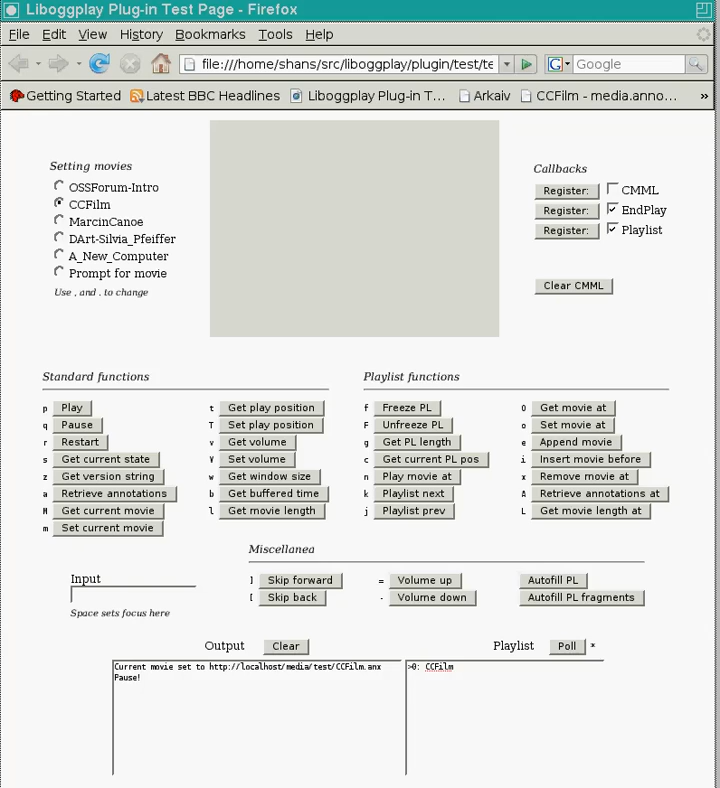 Liboggplay Plug-in Test Page - Firefox
File Edit View History Bookmarks Tools Help
file:///home/shans/src/liboggplay/plugin/test/te G Google
Getting Started Latest BBC Headlines Liboggplay Plug-in T... Arkaiv CCFilm - media.anno... »
Setting movies
OSSForum-Intro
CCFilm
MarcinCanoe
DArt-Silvia_Pfeiffer
A_New_Computer
Prompt for movie
Use , and . to change
Callbacks
Register: CMML
Register: EndPlay
Register: Playlist
Clear CMML
Standard functions
p Play t Get play position
q Pause T Set play position
r Restart v Get volume
s Get current state V Set volume
z Get version string w Get window size
a Retrieve annotations b Get buffered time
M Get current movie l Get movie length
m Set current movie
Playlist functions
f Freeze PL O Get movie at
F Unfreeze PL o Set movie at
g Get PL length e Append movie
c Get current PL pos i Insert movie before
n Play movie at x Remove movie at
k Playlist next A Retrieve annotations at
j Playlist prev L Get movie length at
Miscellanea
] Skip forward = Volume up Autofill PL
[ Skip back - Volume down Autofill PL fragments
Input
Space sets focus here
Output Clear
Current movie set to http://localhost/media/test/CCFilm.anx
Pause!
Playlist Poll *
>0: CCFilm